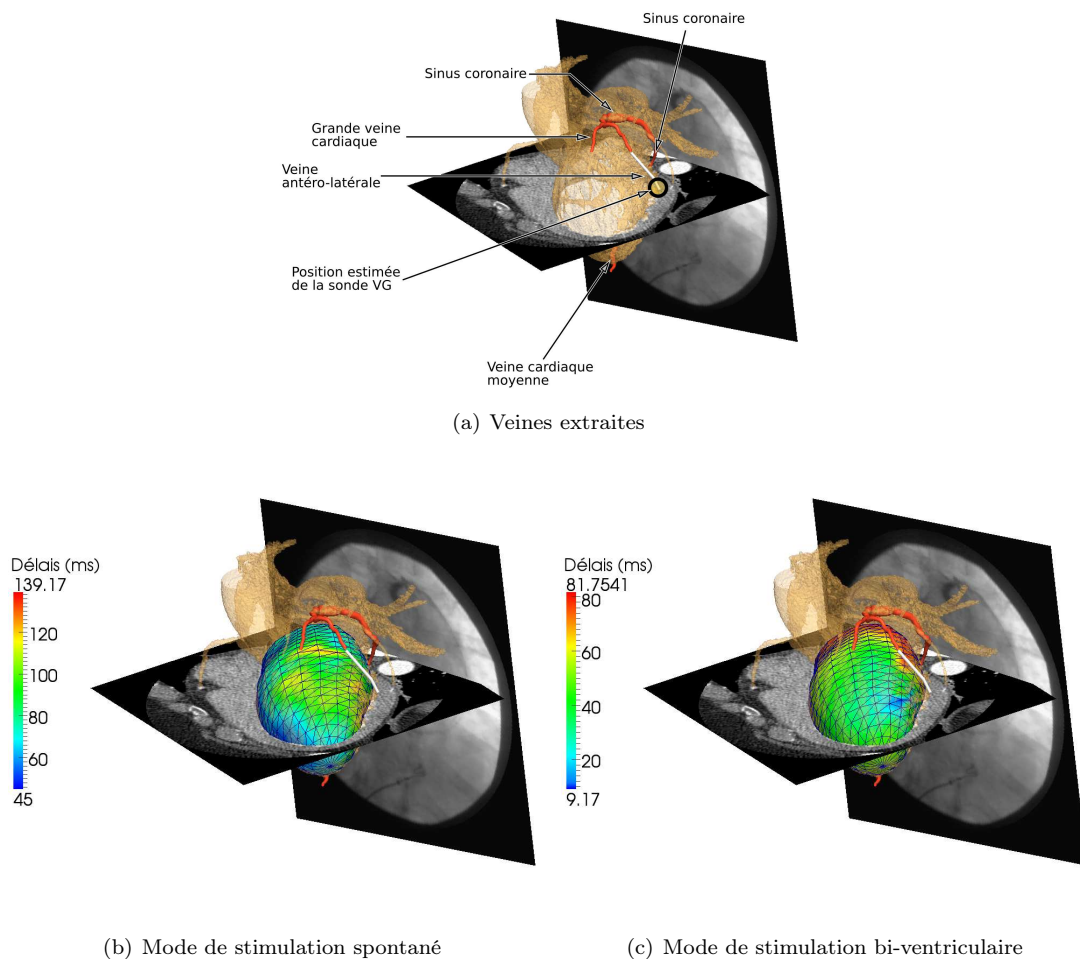 Sinus coronaire
Sinus coronaire
Grande veine
cardiaque
Veine
antéro-latérale
Position estimée
de la sonde VG
Veine cardiaque
moyenne
(a) Veines extraites
Délais (ms)
139.17
120
100
80
60
45
Délais (ms)
81.7541
80
60
40
20
9.17
(b) Mode de stimulation spontané
(c) Mode de stimulation bi-ventriculaire